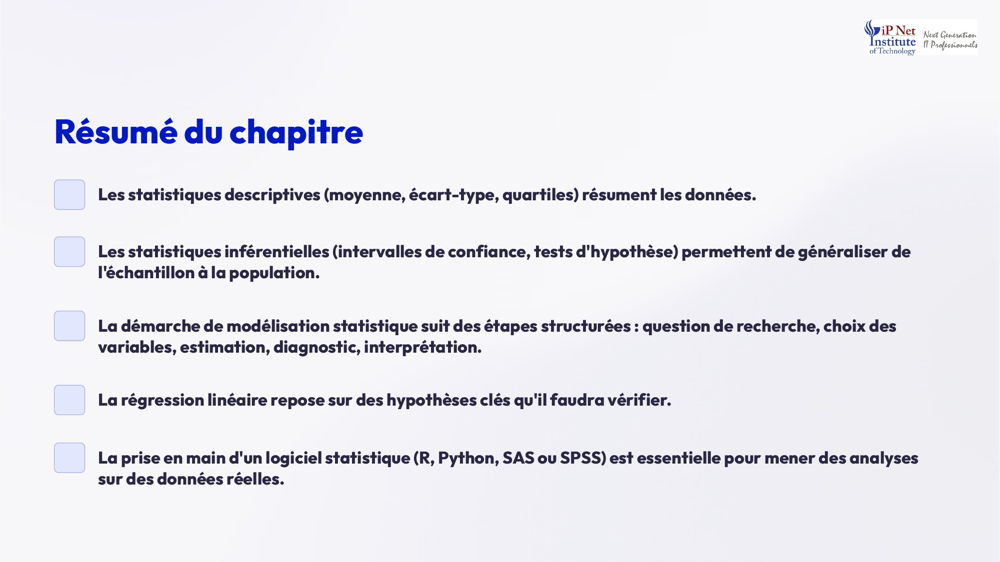 iP Net
Institute
of Technology
Next Generation
IT Professionnels
Résumé du chapitre
Les statistiques descriptives (moyenne, écart-type, quartiles) résument les données.
Les statistiques inférentielles (intervalles de confiance, tests d'hypothèse) permettent de généraliser de
l'échantillon à la population.
La démarche de modélisation statistique suit des étapes structurées : question de recherche, choix des
variables, estimation, diagnostic, interprétation.
La régression linéaire repose sur des hypothèses clés qu'il faudra vérifier.
La prise en main d'un logiciel statistique (R, Python, SAS ou SPSS) est essentielle pour mener des analyses
sur des données réelles.